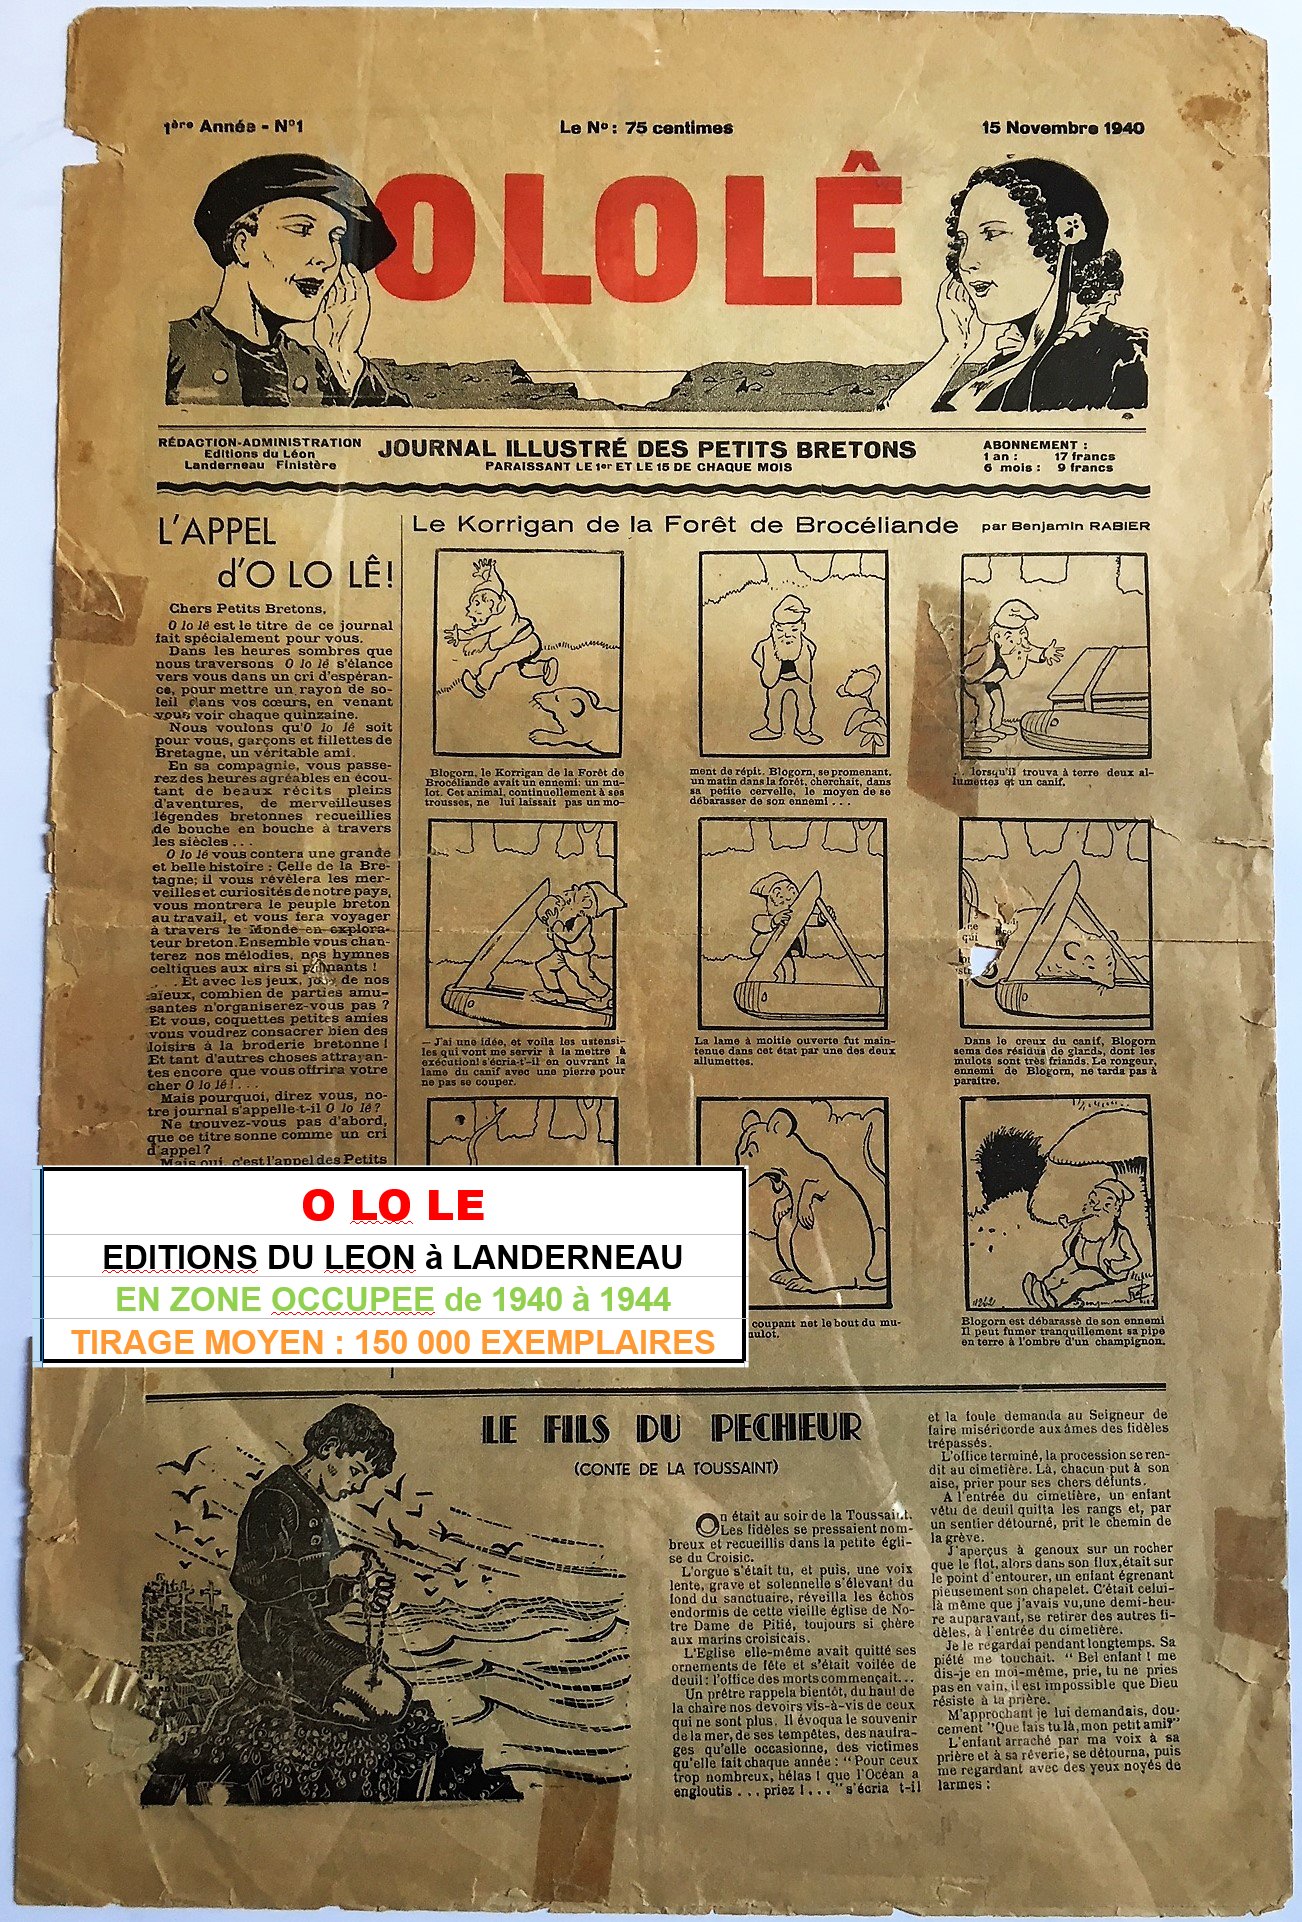 1ère Année - N°1
Le N° : 75 centimes
15 Novembre 1940
O LO LÊ
RÉDACTION-ADMINISTRATION
Editions du Léon
Landerneau Finistère
JOURNAL ILLUSTRÉ DES PETITS BRETONS
PARAISSANT LE 1er ET LE 15 DE CHAQUE MOIS
ABONNEMENT :
1 an : 17 francs
6 mois : 9 francs
L'APPEL
d'O LO LÊ!
Chers Petits Bretons,
O lo lê est le titre de ce journal
fait spécialement pour vous.
Dans les heures sombres que
nous traversons O lo lê s'élance
vers vous dans un cri d'espéran-
ce, pour mettre un rayon de so-
leil dans vos cœurs, en venant
vous voir chaque quinzaine.
Nous voulons qu'O lo lê soit
pour vous, garçons et fillettes de
Bretagne, un véritable ami.
En sa compagnie, vous passe-
rez des heures agréables en écou-
tant de beaux récits pleins
d'aventures, de merveilleuses
légendes bretonnes recueillies
de bouche en bouche à travers
les siècles . . .
O lo lê vous contera une grande
et belle histoire : Celle de la Bre-
tagne; il vous révèlera les mer-
veilles et curiosités de notre pays,
vous montrera le peuple breton
au travail, et vous fera voyager
à travers le Monde en explora-
teur breton. Ensemble vous chan-
terez nos mélodies, nos hymnes
celtiques aux airs si prenants !
. . . Et avec les jeux, de nos
aïeux, combien de parties amu-
santes n'organiserez-vous pas ?
Et vous, coquettes petites amies
vous voudrez consacrer bien des
loisirs à la broderie bretonne !
Et tant d'autres choses attrayan-
tes encore que vous offrira votre
cher O lo lê ! . . .
Mais pourquoi, direz vous, no-
tre journal s'appelle-t-il O lo lê ?
Ne trouvez-vous pas d'abord,
que ce titre sonne comme un cri
d'appel ?
Mais oui, c'est l'appel des Petits
Le Korrigan de la Forêt de Brocéliande par Benjamin RABIER
Blogorn, le Korrigan de la Forêt de
Brocéliande avait un ennemi: un mu-
lot. Cet animal, continuellement à ses
trousses, ne lui laissait pas un mo-
ment de répit. Blogorn, se promenant,
un matin dans la forêt, cherchait, dans
sa petite cervelle, le moyen de se
débarasser de son ennemi . . .
. . lorsqu'il trouva à terre deux al-
lumettes et un canif.
— J'ai une idée, et voila les ustensi-
les qui vont me servir à la mettre à
exécution! s'écria-t-il en ouvrant la
lame du canif avec une pierre pour
ne pas se couper.
La lame à moitie ouverte fut main-
tenue dans cet état par une des deux
allumettes.
ce
qui
Dans le creux du canif, Blogorn
sema des résidus de glands, dont les
mulots sont très friands. Le rongeur,
ennemi de Blogorn, ne tarda pas à
paraître.
coupant net le bout du mu-
Blogorn est débarassé de son ennemi
Il peut fumer tranquillement sa pipe
en terre à l'ombre d'un champignon.
O LO LE
EDITIONS DU LEON à LANDERNEAU
EN ZONE OCCUPEE de 1940 à 1944
TIRAGE MOYEN : 150 000 EXEMPLAIRES
LE FILS DU PECHEUR
(CONTE DE LA TOUSSAINT)
On était au soir de la Toussaint.
Les fidèles se pressaient nom-
breux et recueillis dans la petite égli-
se du Croisic.
L'orgue s'était tu, et puis, une voix
lente, grave et solennelle s'élevant du
fond du sanctuaire, réveilla les échos
endormis de cette vieille église de No-
tre Dame de Pitié, toujours si chère
aux marins croisicais.
L'Eglise elle-même avait quitté ses
ornements de fête et s'était voilée de
deuil : l'office des morts commençait...
Un prêtre rappela bientôt, du haut de
la chaire nos devoirs vis-à-vis de ceux
qui ne sont plus. Il évoqua le souvenir
de la mer, de ses tempêtes, des naufra-
ges qu'elle occasionne, des victimes
qu'elle fait chaque année : "Pour ceux
trop nombreux, hélas ! que l'Océan a
engloutis . . . priez ! . . . " s'écria t-il
et la foule demanda au Seigneur de
faire miséricorde aux âmes des fidèles
trépassés.
L'office terminé, la procession se ren-
dit au cimetière. Là, chacun put à son
aise, prier pour ses chers défunts.
A l'entrée du cimetière, un enfant
vêtu de deuil quitta les rangs et, par
un sentier détourné, prit le chemin de
la grève.
J'aperçus à genoux sur un rocher
que le flot, alors dans son flux, était sur
le point d'entourer, un enfant égrenant
pieusement son chapelet. C'était celui-
là même que j'avais vu, une demi-heu-
re auparavant, se retirer des autres fi-
dèles, à l'entrée du cimetière.
Je le regardai pendant longtemps. Sa
piété me touchait. " Bel enfant ! me
dis-je en moi-même, prie, tu ne pries
pas en vain, il est impossible que Dieu
résiste à ta prière.
M'approchant je lui demandais, dou-
cement "Que fais tu là, mon petit ami?"
L'enfant arraché par ma voix à sa
prière et à sa rêverie, se détourna, puis
me regardant avec des yeux noyés de
larmes :